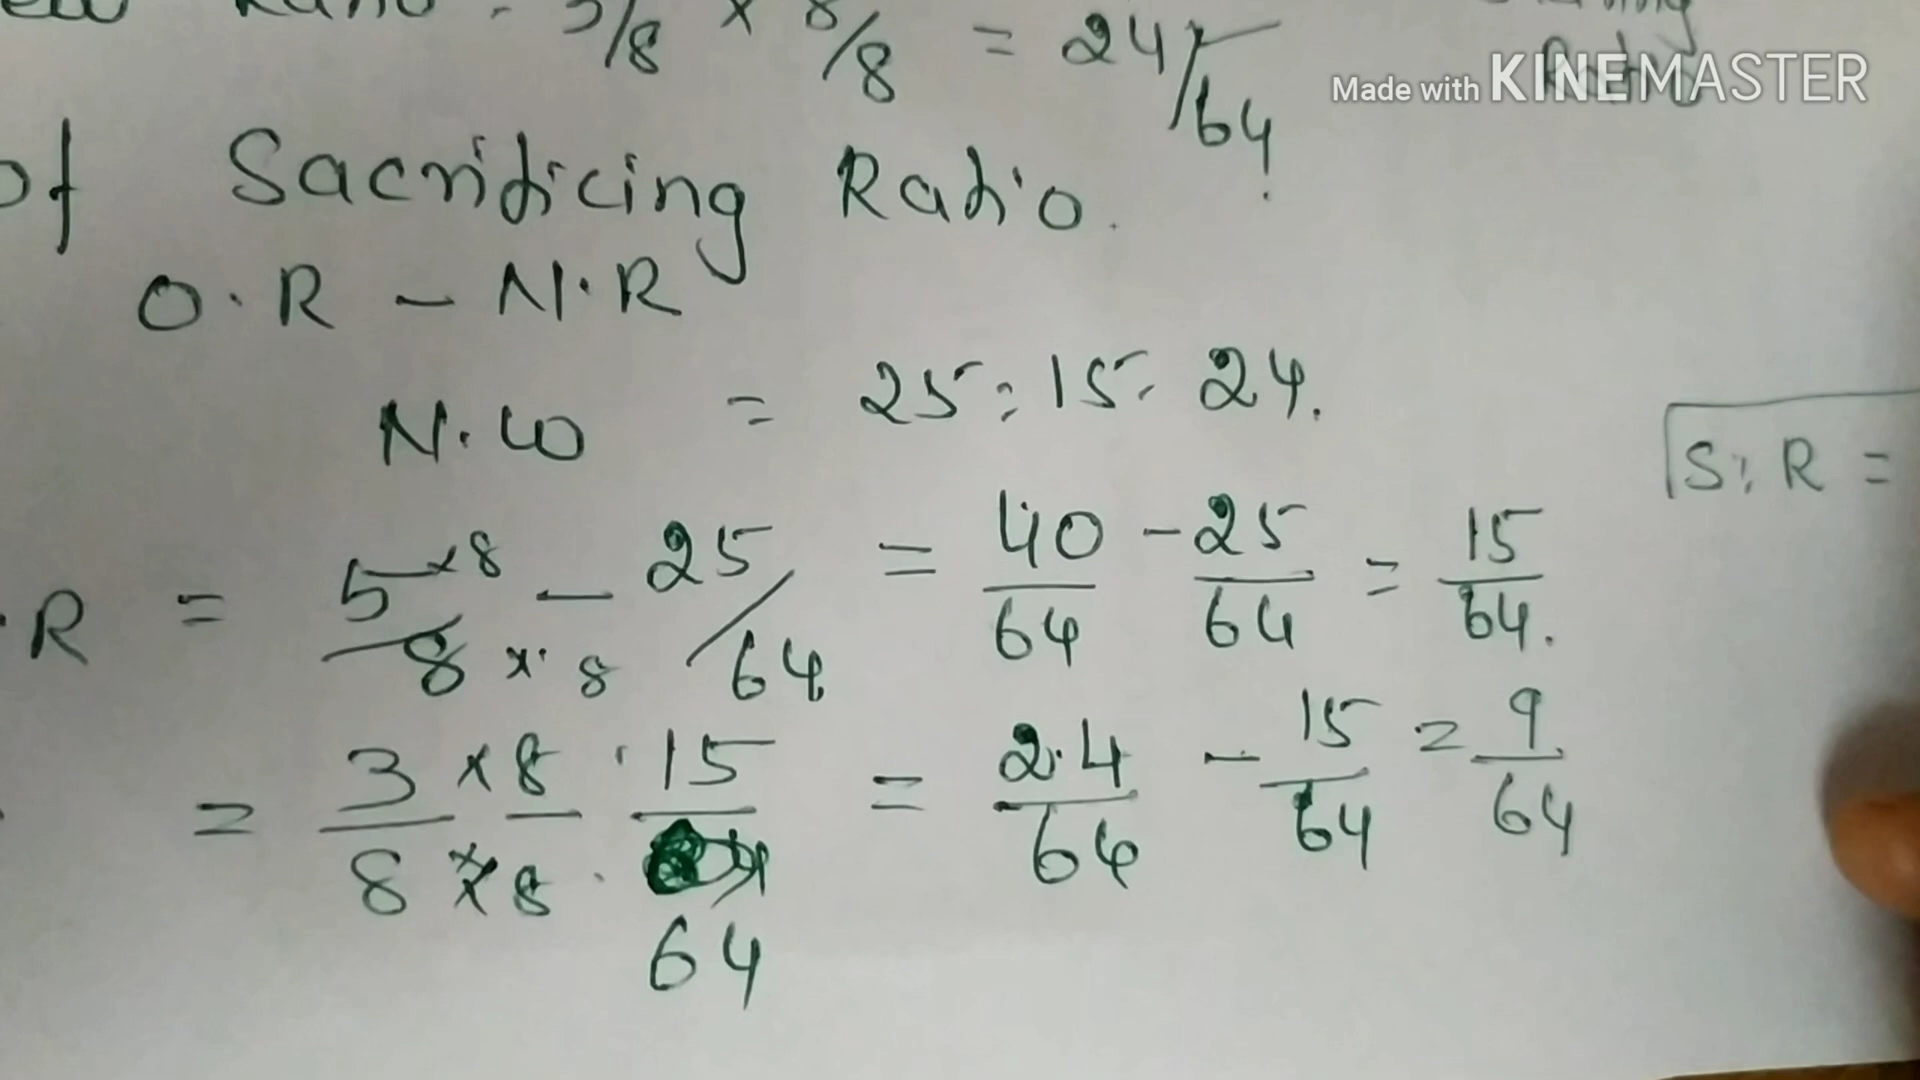 Ratio. 3/8 × 8/8 = 24/64
Made with KINEMASTER
of Sacrificing Ratio.
O.R - N.R
N.W = 25: 15: 24.
S:R =
.R = 5×8/8×8 - 25/64 = 40/64 - 25/64 = 15/64.
= 3×8/8×8 . 15/64 = 24/64 - 15/64 = 9/64